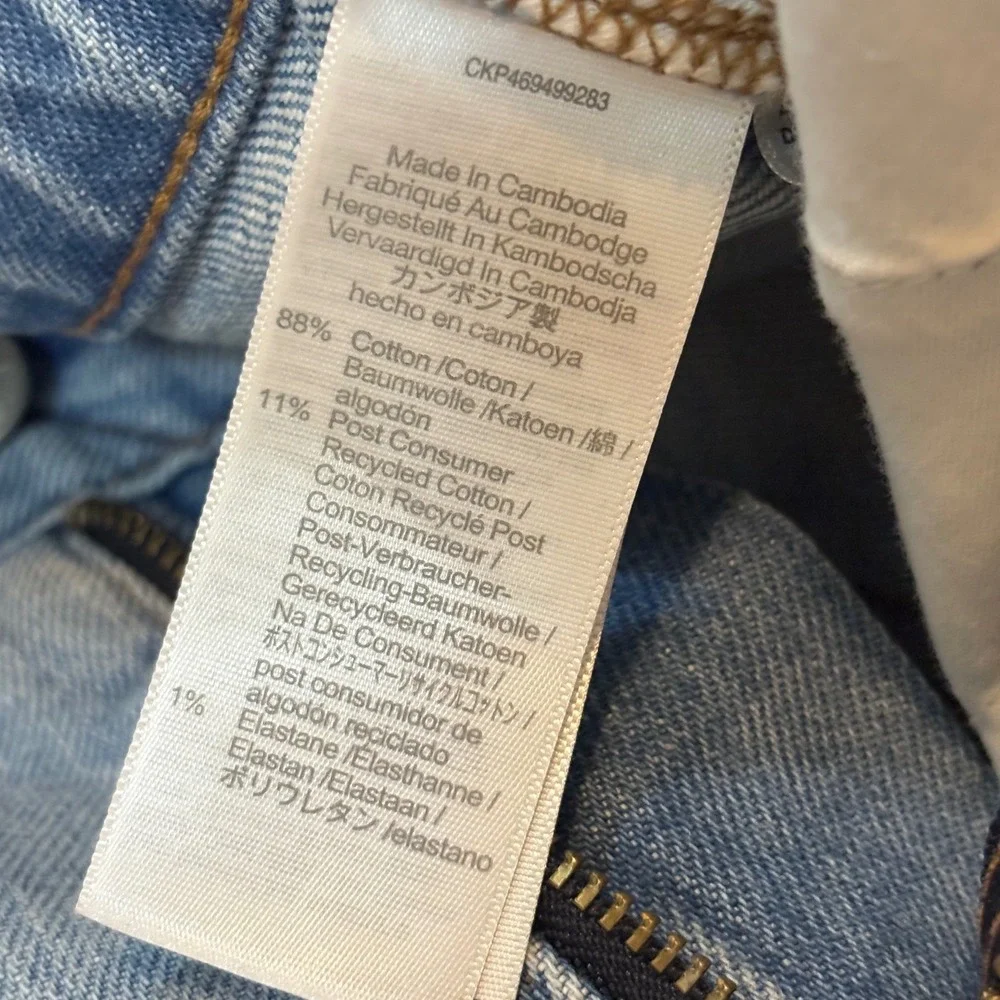 CKP469499283
Made In Cambodia
Fabriqué Au Cambodge
Hergestellt In Kambodscha
Vervaardigd In Cambodja
カンボジア製
hecho en camboya
88% Cotton /Coton /
Baumwolle /Katoen /綿 /
algodón
11% Post Consumer
Recycled Cotton /
Coton Recyclé Post
Consommateur /
Post-Verbraucher-
Recycling-Baumwolle /
Gerecycleerd Katoen
Na De Consument /
ポストコンシューマーリサイクルコットン /
post consumidor de
algodón reciclado
1% Elastane /Elasthanne /
Elastan /Elastaan /
ポリウレタン /elastano